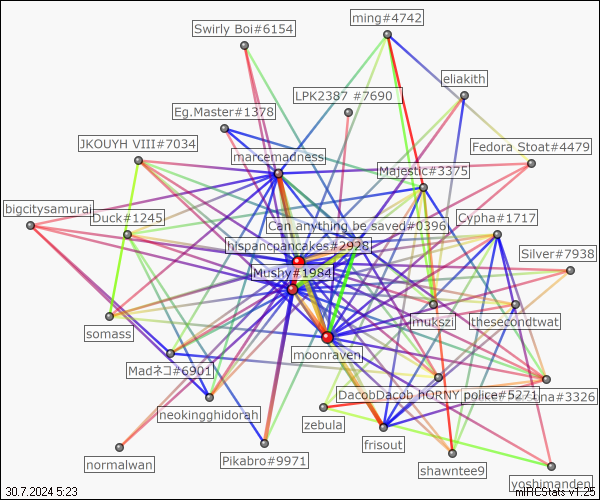 ming#4742
Swirly Boi#6154
eliakith
LPK2387 #7690
Eg.Master#1378
JKOUYH VIII#7034
Fedora Stoat#4479
marcemadness
Majestic#3375
bigcitysamurai
Duck#1245
Can anything be saved#0396
Cypha#1717
hispancpancakes#2928
Silver#7938
Mushy#1984
somass
mukszi
thesecondtwat
moonraven
Madネコ#6901
DacobDacob hORNY police#5271
na#3326
neokingghidorah
zebula
frisout
normalwan
Pikabro#9971
shawntee9
yoshimanden
30.7.2024 5:23
mIRCStats v1.25